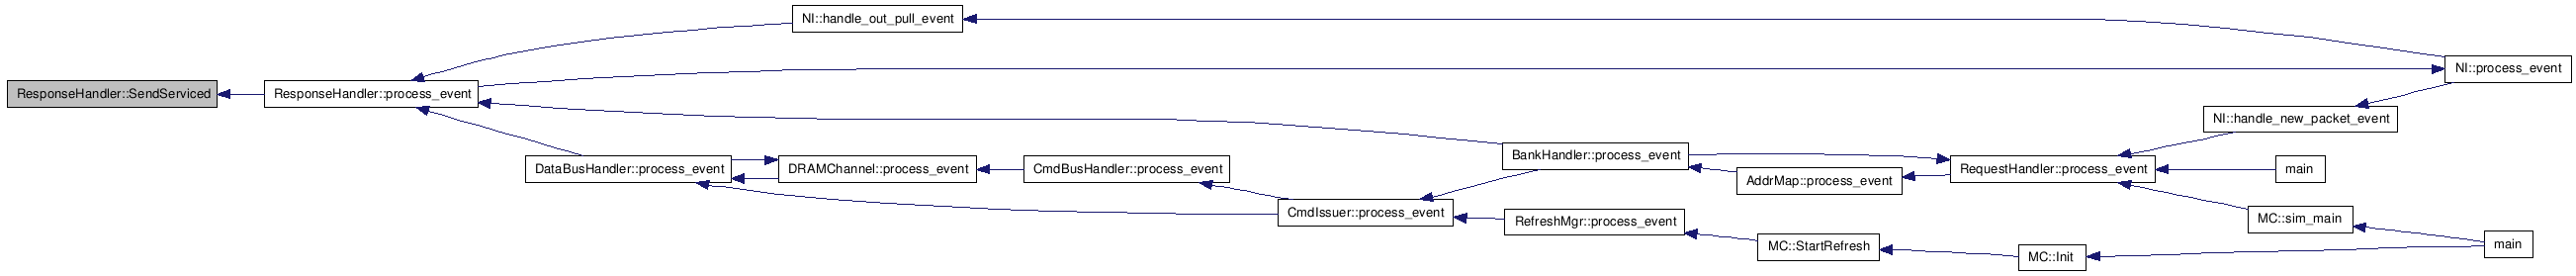 NI::handle_out_pull_event
NI::process_event
ResponseHandler::SendServiced
ResponseHandler::process_event
NI::handle_new_packet_event
BankHandler::process_event
DataBusHandler::process_event
DRAMChannel::process_event
CmdBusHandler::process_event
RequestHandler::process_event
main
AddrMap::process_event
CmdIssuer::process_event
RefreshMgr::process_event
MC::sim_main
MC::StartRefresh
main
MC::Init